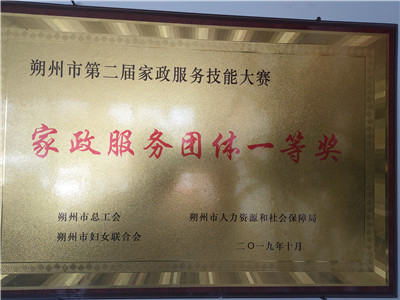 朔州市第二届家政服务技能大赛
家政服务团体一等奖
朔州市总工会 朔州市人力资源和社会保障局
朔州市妇女联合会
二〇一九年十月